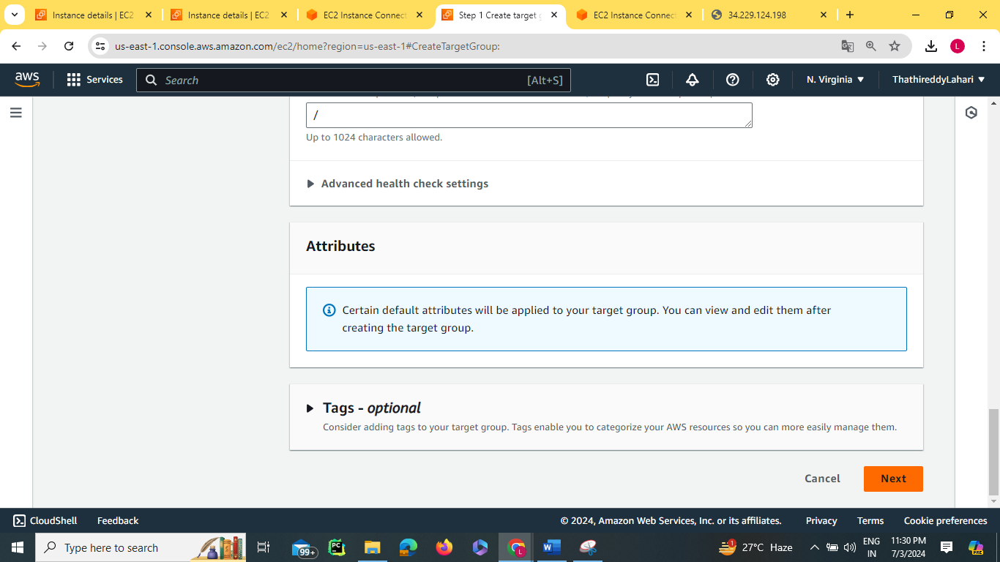 Instance details | EC2
Instance details | EC2
EC2 Instance Connect
Step 1 Create target g
EC2 Instance Connect
34.229.124.198
us-east-1.console.aws.amazon.com/ec2/home?region=us-east-1#CreateTargetGroup:
L
aws
Services
Search
[Alt+S]
N. Virginia
ThathireddyLahari
/
Up to 1024 characters allowed.
Advanced health check settings
Attributes
Certain default attributes will be applied to your target group. You can view and edit them after
creating the target group.
Tags - optional
Consider adding tags to your target group. Tags enable you to categorize your AWS resources so you can more easily manage them.
Cancel
Next
CloudShell
Feedback
© 2024, Amazon Web Services, Inc. or its affiliates.
Privacy
Terms
Cookie preferences
Type here to search
99+
PC
L
W
27°C Haze
ENG
IN
11:30 PM
7/3/2024
PRE